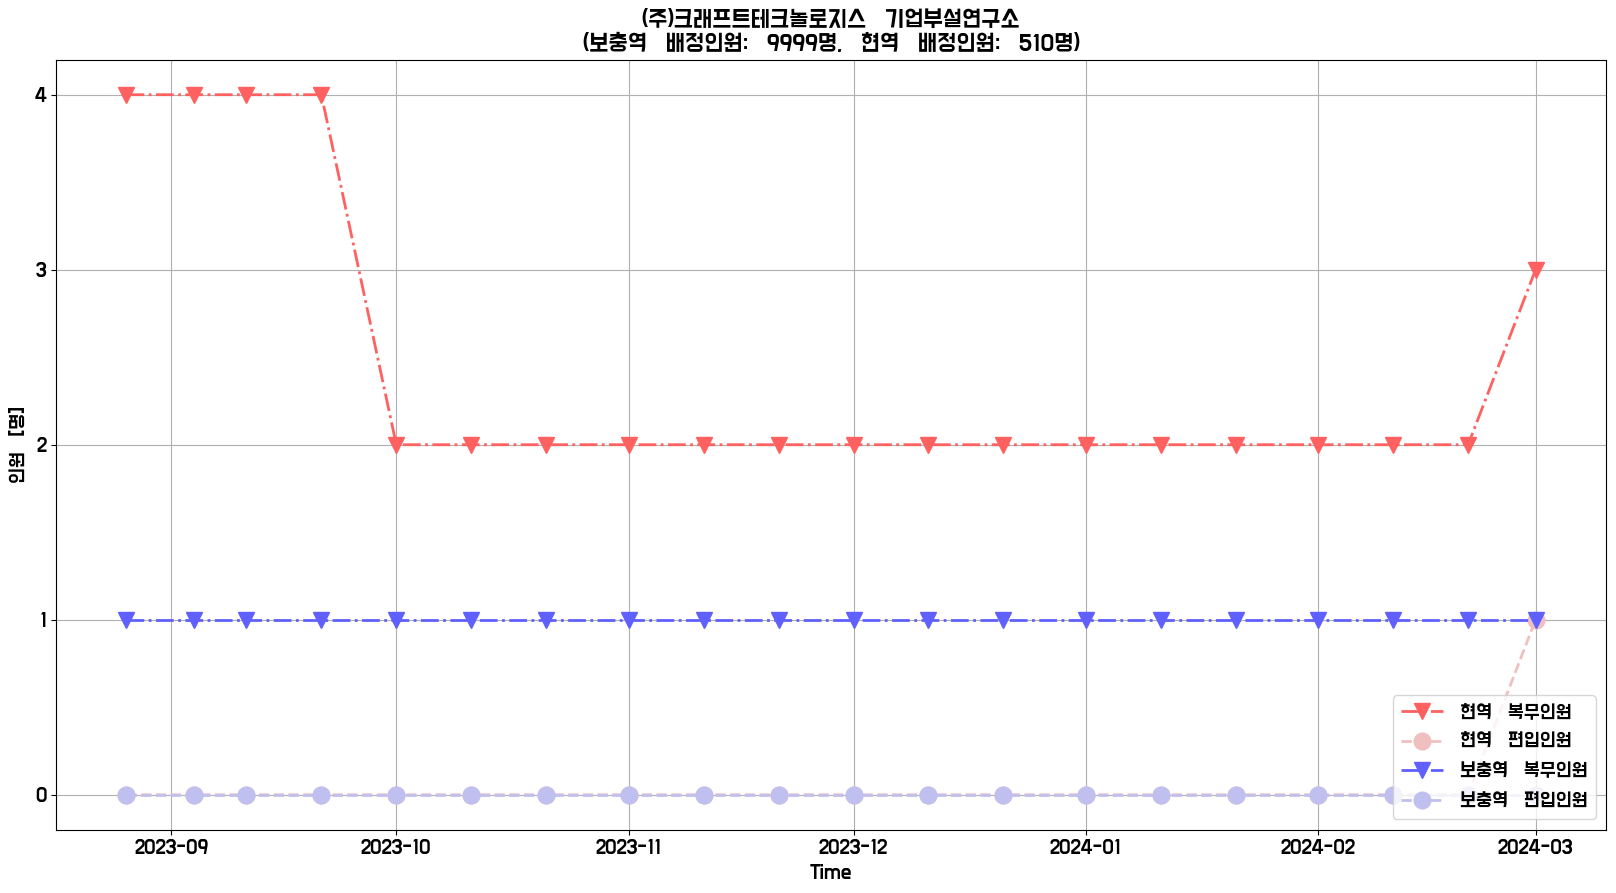 (주)크래프트테크놀로지스 기업부설연구소
(보충역 배정인원: 9999명, 현역 배정인원: 510명)
4
3
2
1
0
인원 [명]
현역 복무인원
현역 편입인원
보충역 복무인원
보충역 편입인원
2023-09 2023-10 2023-11 2023-12 2024-01 2024-02 2024-03
Time